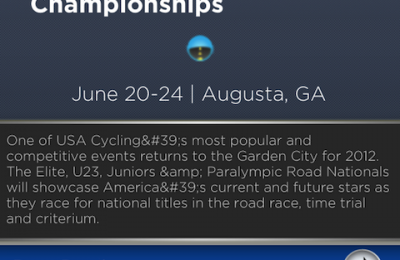 Championships
June 20-24 | Augusta, GA
One of USA Cycling&#39;s most popular and
competitive events returns to the Garden City for 2012.
The Elite, U23, Juniors &amp; Paralympic Road Nationals
will showcase America&#39;s current and future stars as
they race for national titles in the road race, time trial
and criterium.